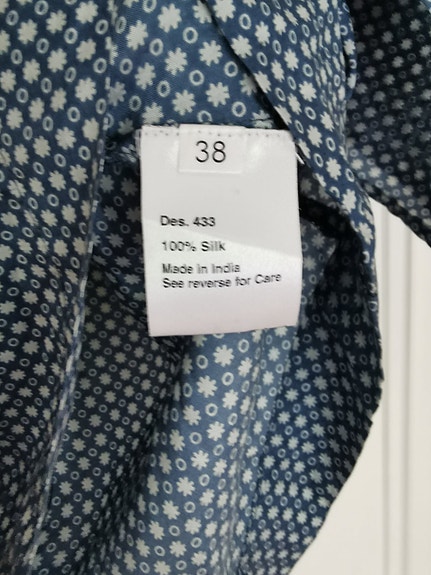 38
Des. 433
100% Silk
Made in India
See reverse for Care